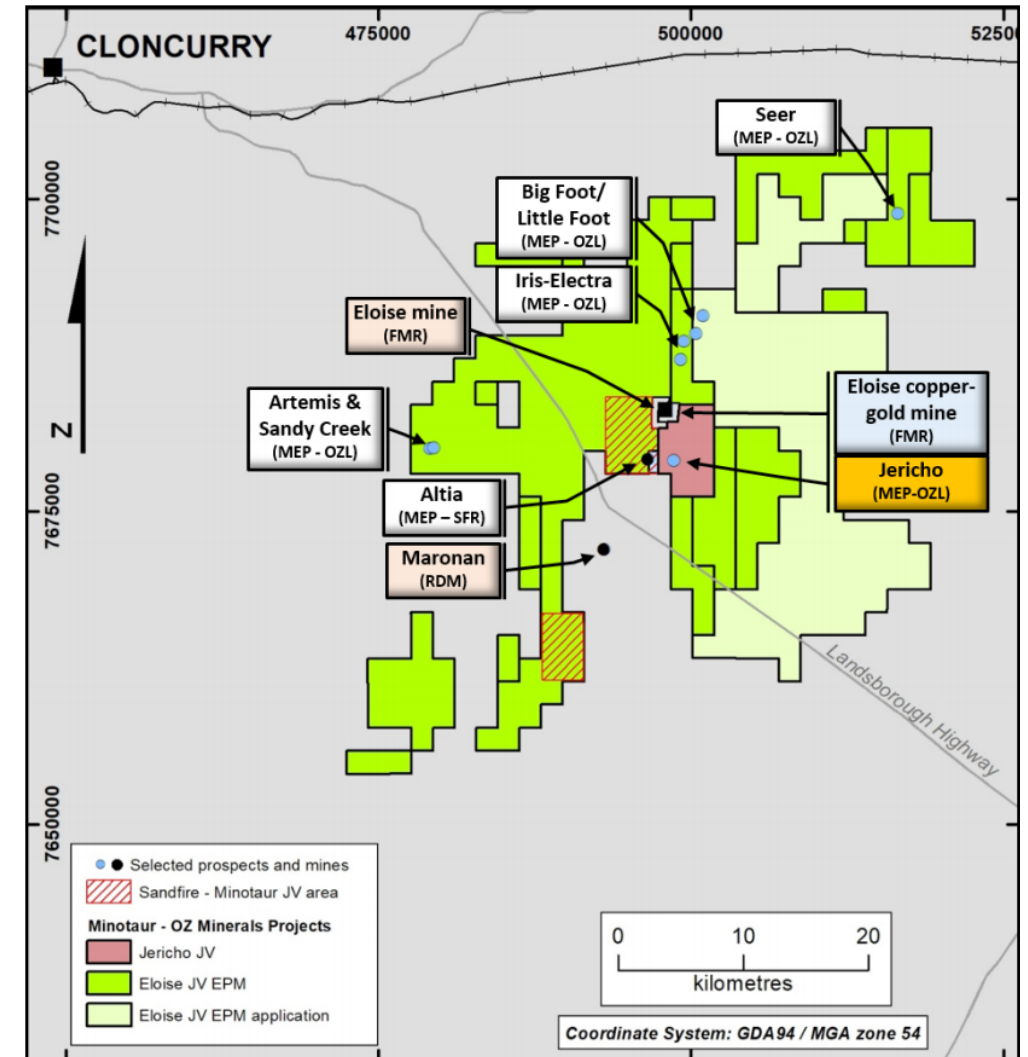 475000
500000
52500
CLONCURRY
7700000
7675000
7650000
N
Seer
(MEP - OZL)
Big Foot/
Little Foot
(MEP - OZL)
Iris-Electra
(MEP - OZL)
Eloise mine
(FMR)
Artemis &
Sandy Creek
(MEP - OZL)
Eloise copper-
gold mine
(FMR)
Jericho
(MEP-OZL)
Altia
(MEP – SFR)
Maronan
(RDM)
Landsborough Highway
Selected prospects and mines
Sandfire - Minotaur JV area
Minotaur - OZ Minerals Projects
Jericho JV
Eloise JV EPM
Eloise JV EPM application
0 10 20
kilometres
Coordinate System: GDA94 / MGA zone 54